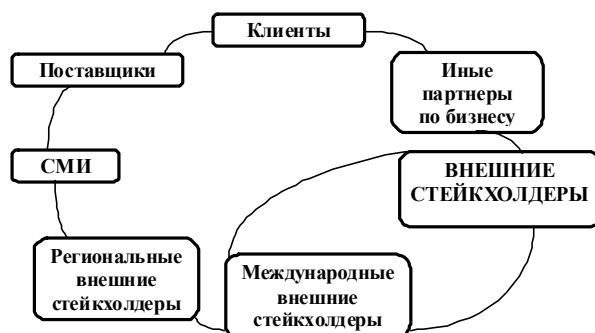 Клиенты
Поставщики
Иные
партнеры
по бизнесу
СМИ
ВНЕШНИЕ
СТЕЙКХОЛДЕРЫ
Региональные
внешние
стейкхолдеры
Международные
внешние
стейкхолдеры